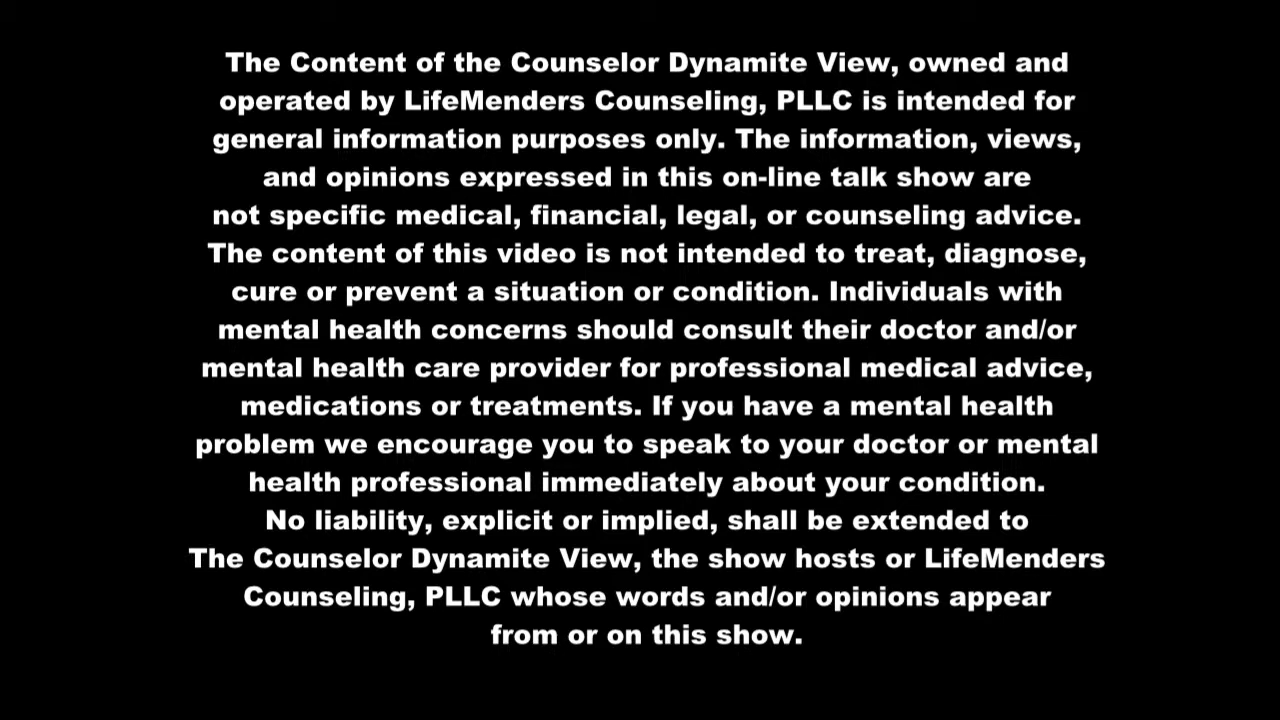 The Content of the Counselor Dynamite View, owned and
operated by LifeMenders Counseling, PLLC is intended for
general information purposes only. The information, views,
and opinions expressed in this on-line talk show are
not specific medical, financial, legal, or counseling advice.
The content of this video is not intended to treat, diagnose,
cure or prevent a situation or condition. Individuals with
mental health concerns should consult their doctor and/or
mental health care provider for professional medical advice,
medications or treatments. If you have a mental health
problem we encourage you to speak to your doctor or mental
health professional immediately about your condition.
No liability, explicit or implied, shall be extended to
The Counselor Dynamite View, the show hosts or LifeMenders
Counseling, PLLC whose words and/or opinions appear
from or on this show.